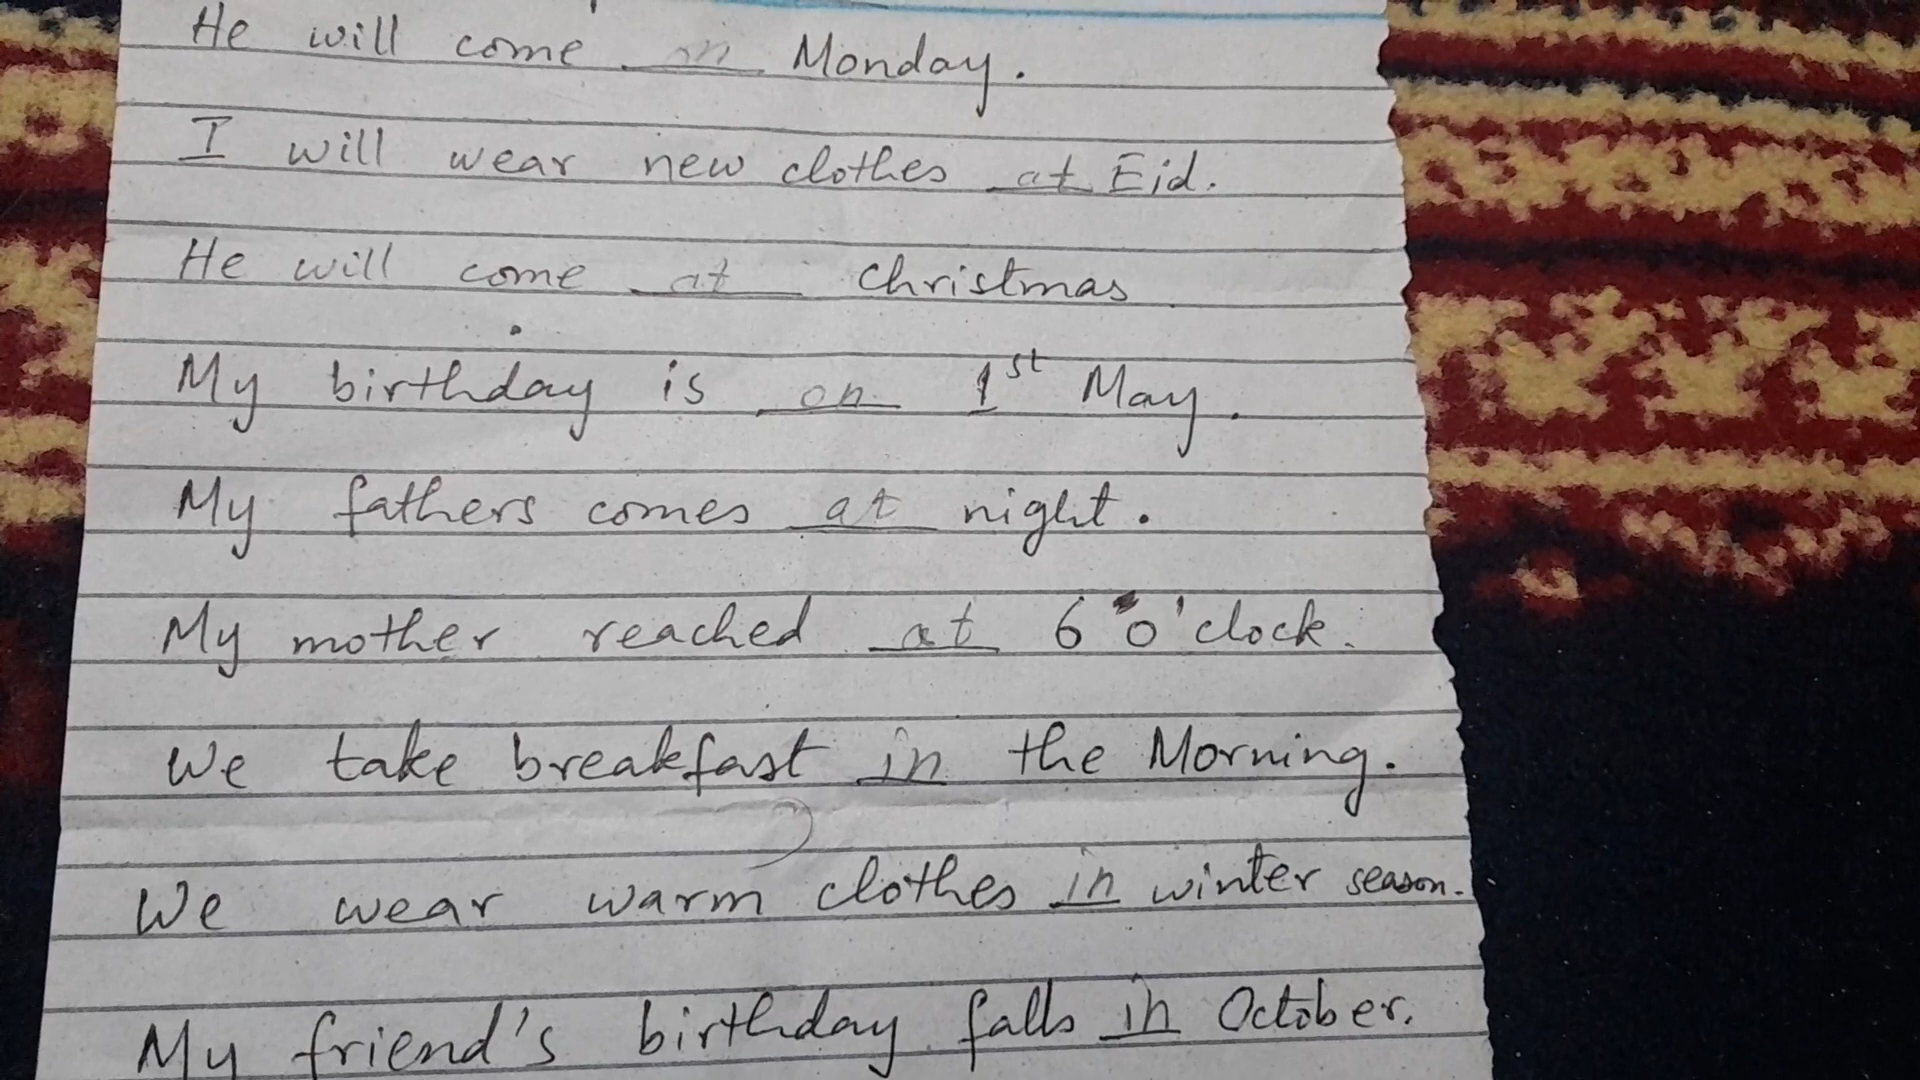 He will come on Monday.
I will wear new clothes at Eid.
He will come at christmas
My birthday is on 1st May.
My fathers comes at night.
My mother reached at 6 o'clock.
We take breakfast in the Morning.
We wear warm clothes in winter season.
My friend's birthday falls in October.